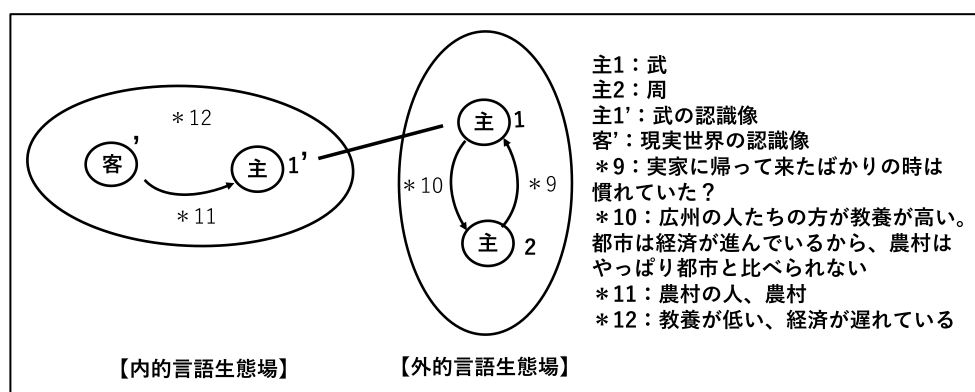 ＊12
客’
主1’
＊11
主1
＊10
＊9
主2
【内的言語生態場】
【外的言語生態場】
主1：武
主2：周
主1’：武の認識像
客’：現実世界の認識像
＊9：実家に帰って来たばかりの時は
慣れていた？
＊10：広州の人たちの方が教養が高い。
都市は経済が進んでいるから、農村は
やっぱり都市と比べられない
＊11：農村の人、農村
＊12：教養が低い、経済が遅れている